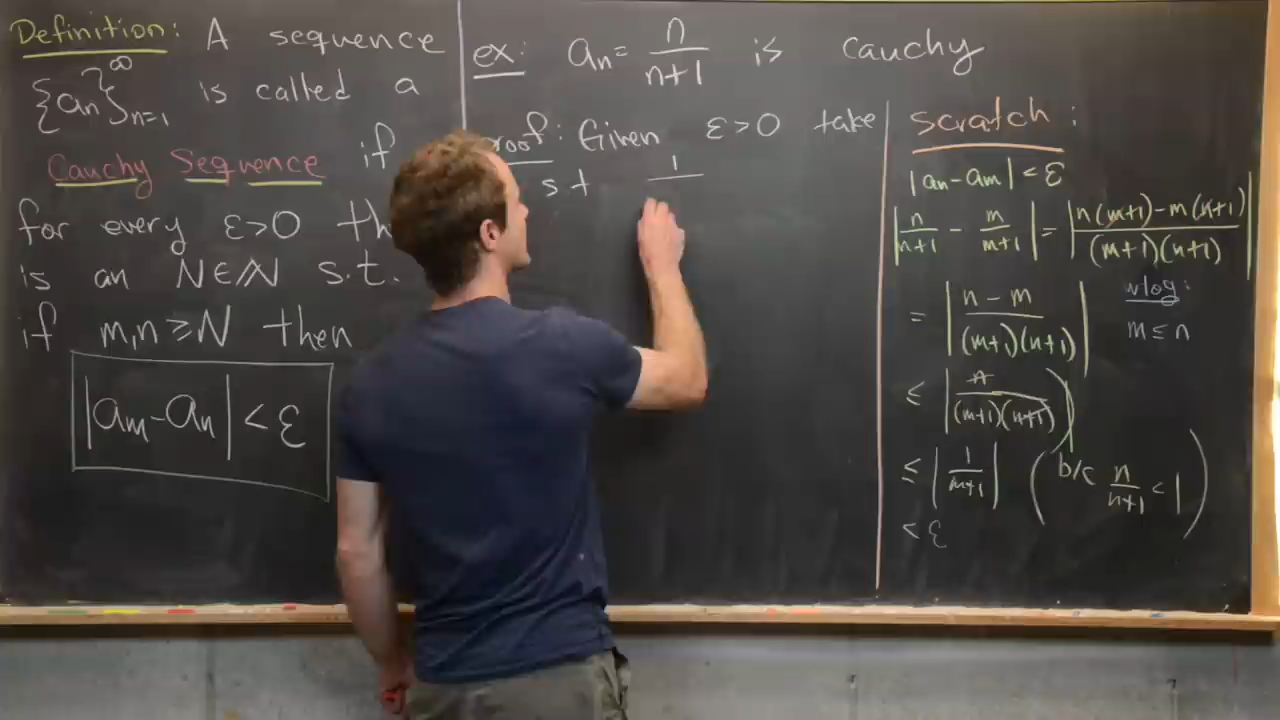 Definition: A sequence
{an}∞n=1 is called a
Cauchy Sequence if
for every ε>0
is an N∈ℕ s.t.
if m,n ≥ N then
|am-an| < ε
ex: an = n/n+1 is cauchy
Given ε>0 take
st 1
scratch:
|an-am| < ε
|n/n+1 - m/m+1| = |n(m+1)-m(n+1)/(m+1)(n+1)|
= |n-m/(m+1)(n+1)|
wlog:
m ≤ n
≤ |n/(m+1)(n+1)|
≤ |1/m+1| (b/c n/n+1 < 1)
< ε